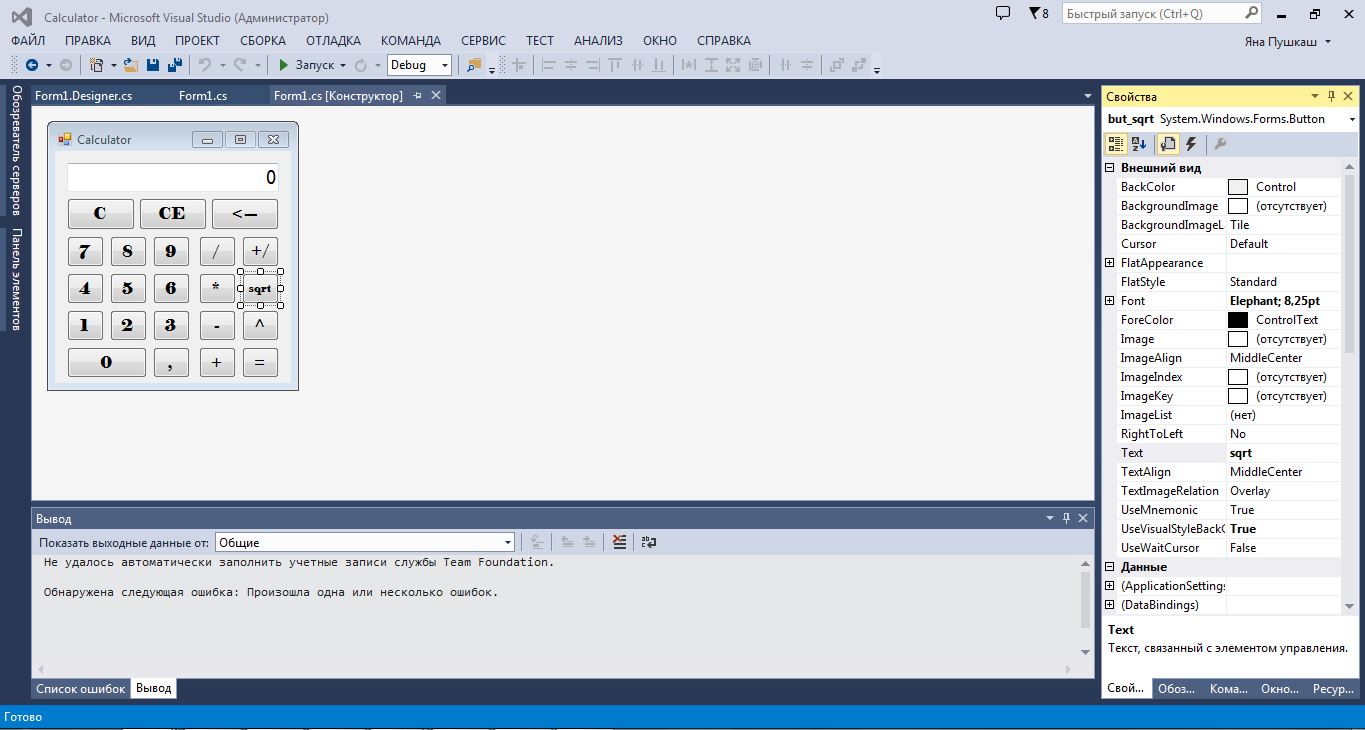 Calculator - Microsoft Visual Studio (Администратор)
8
Быстрый запуск (Ctrl+Q)
ФАЙЛ ПРАВКА ВИД ПРОЕКТ СБОРКА ОТЛАДКА КОМАНДА СЕРВИС ТЕСТ АНАЛИЗ ОКНО СПРАВКА
Яна Пушкаш
Запуск Debug
Обозреватель серверов
Панель элементов
Form1.Designer.cs Form1.cs Form1.cs [Конструктор]
Calculator
0
C CE <--
7 8 9 / +/
4 5 6 * sqrt
1 2 3 - ^
0 , + =
Свойства
but_sqrt System.Windows.Forms.Button
Внешний вид
BackColor Control
BackgroundImage (отсутствует)
BackgroundImageL Tile
Cursor Default
FlatAppearance
FlatStyle Standard
Font Elephant; 8,25pt
ForeColor ControlText
Image (отсутствует)
ImageAlign MiddleCenter
ImageIndex (отсутствует)
ImageKey (отсутствует)
ImageList (нет)
RightToLeft No
Text sqrt
TextAlign MiddleCenter
TextImageRelation Overlay
UseMnemonic True
UseVisualStyleBackC True
UseWaitCursor False
Данные
(ApplicationSettings
(DataBindings)
Text
Текст, связанный с элементом управления.
Свой... Обоз... Кома... Окно... Ресур...
Вывод
Показать выходные данные от: Общие
Не удалось автоматически заполнить учетные записи службы Team Foundation.
Обнаружена следующая ошибка: Произошла одна или несколько ошибок.
Список ошибок Вывод
Готово